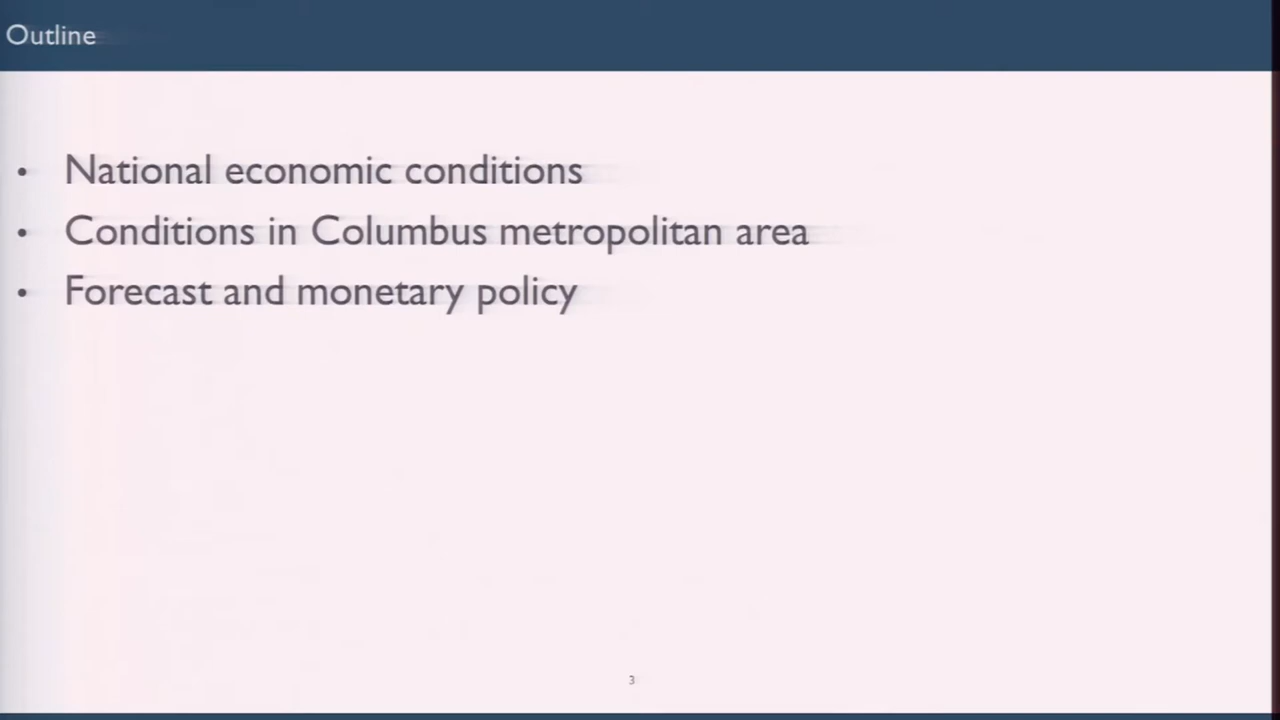 Outline
• National economic conditions
• Conditions in Columbus metropolitan area
• Forecast and monetary policy
3